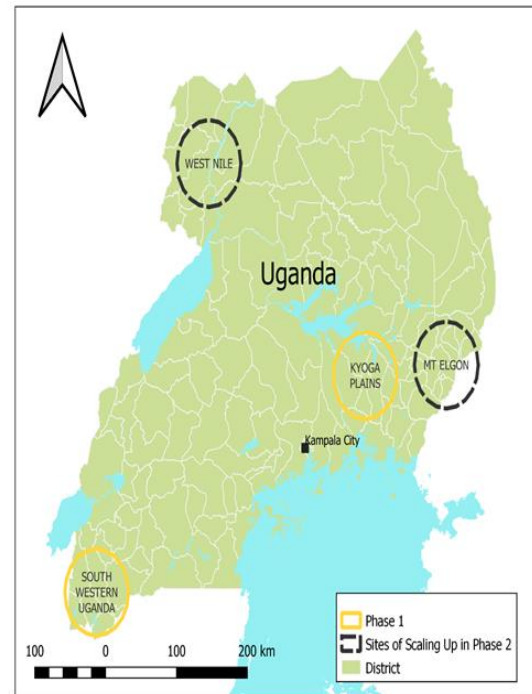 WEST NILE
Uganda
KYOGA
PLAINS
MT ELGON
Kampala City
SOUTH
WESTERN
UGANDA
Phase 1
Sites of Scaling Up in Phase 2
District
100 0 100 200 km